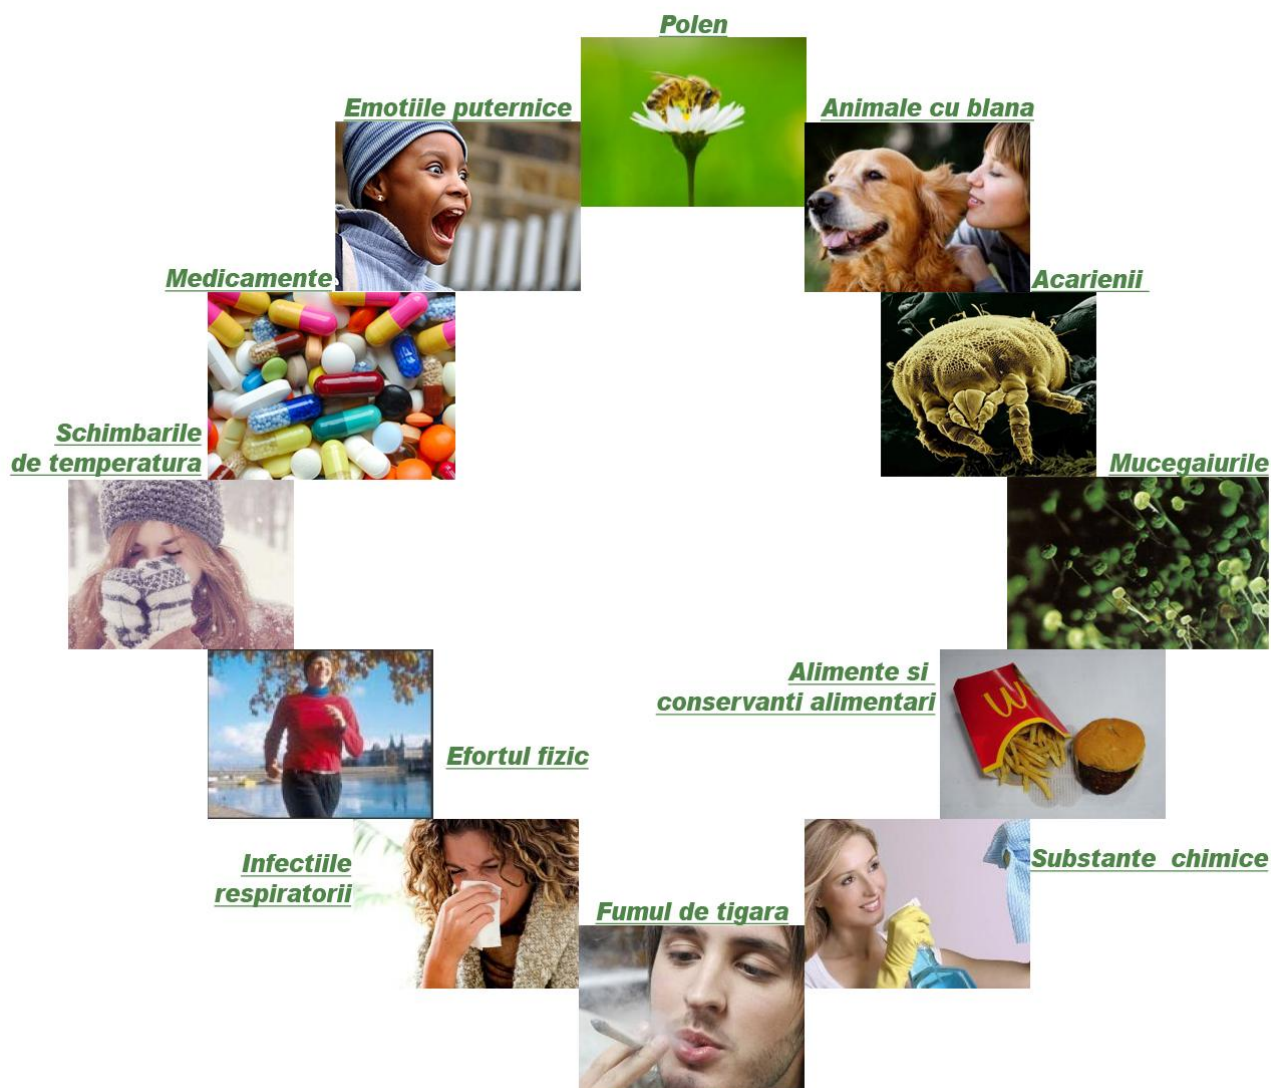 Polen
Emotiile puternice
Animale cu blana
Medicamente
Acarienii
Schimbarile
de temperatura
Mucegaiurile
Alimente si
conservanti alimentari
Efortul fizic
Infectiile
respiratorii
Substante chimice
Fumul de tigara